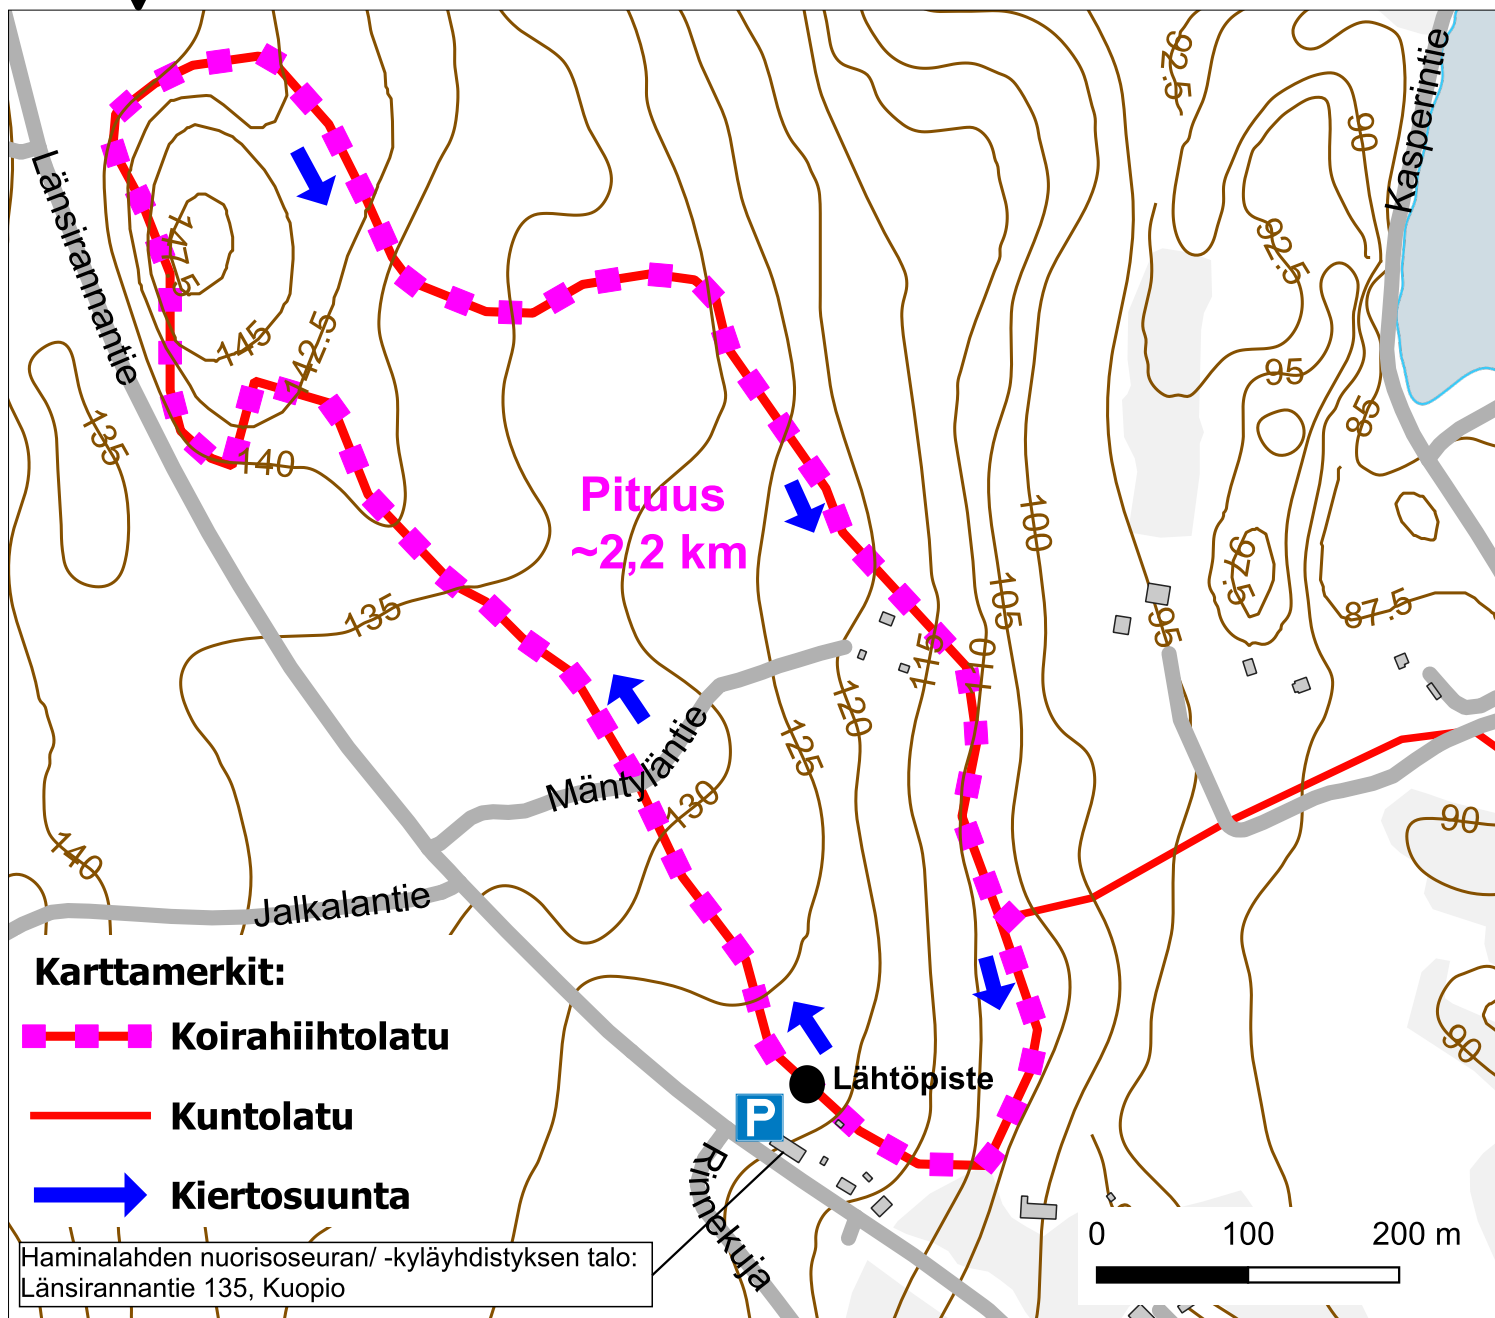 92.5
90
Kasperintie
Länsirannantie
147.5
92.5
145
142.5
95
85
135
140
Pituus
~2,2 km
100
97.5
105
95
87.5
135
115
110
120
125
Mäntyläntie
130
90
140
Jalkalantie
Karttamerkit:
Koirahiihtolatu
90
Lähtöpiste
Kuntolatu
P
Kiertosuunta
Rinnekuja
Haminalahden nuorisoseuran/ -kyläyhdistyksen talo:
Länsirannantie 135, Kuopio
0 100 200 m